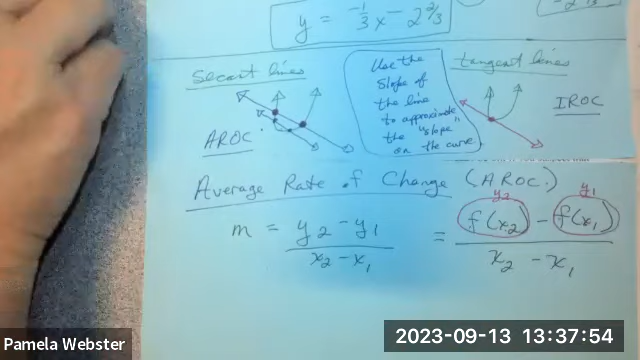 y = -1/3 x - 2 2/3
Secant lines
AROC
Use the
slope of
the line
to approximate
the "slope"
on the curve
tangent lines
IROC
Average Rate of Change (AROC)
y2 y1
m = y2 - y1 / x2 - x1 = f(x2) - f(x1) / x2 - x1
Pamela Webster
2023-09-13 13:37:54